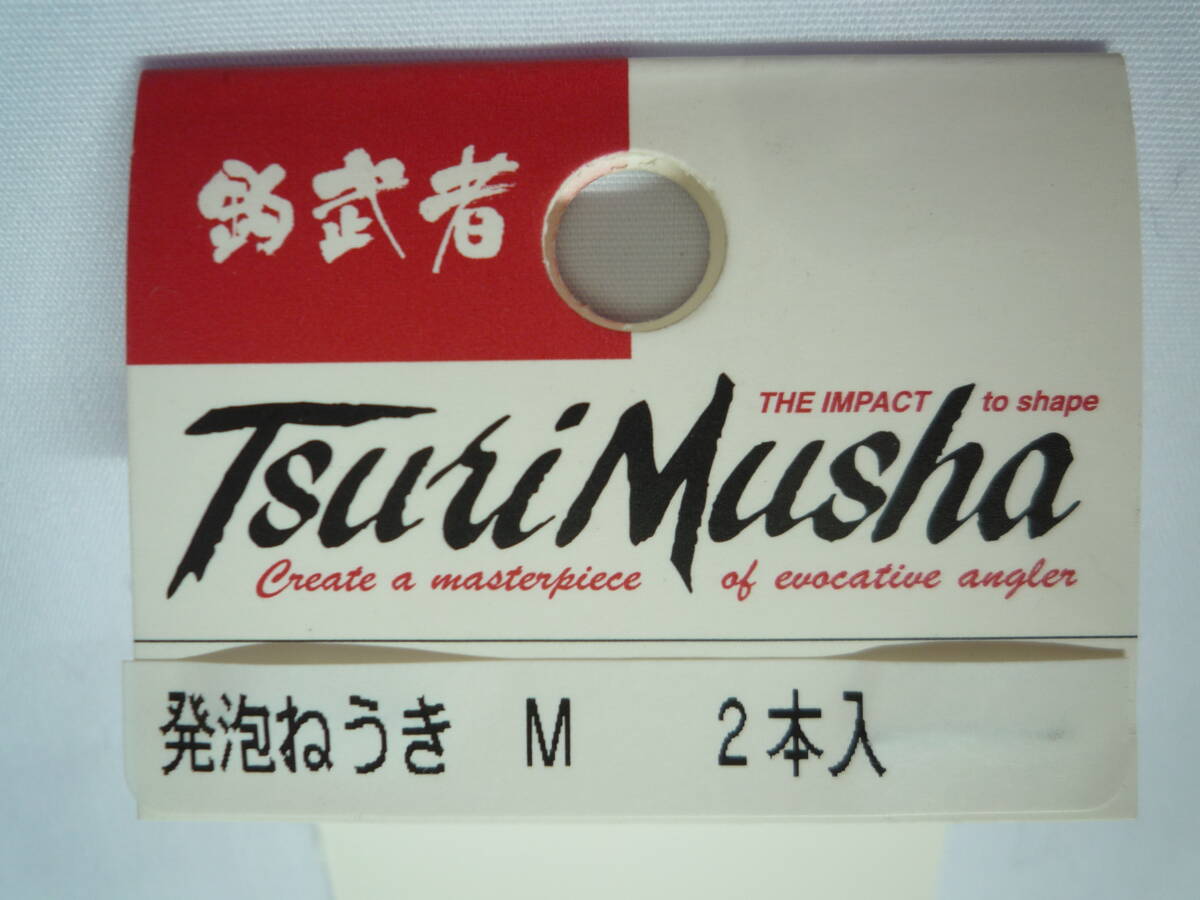 釣武者
THE IMPACT to shape
TsuriMusha
Create a masterpiece of evocative angler
発泡ねうき M 2本入